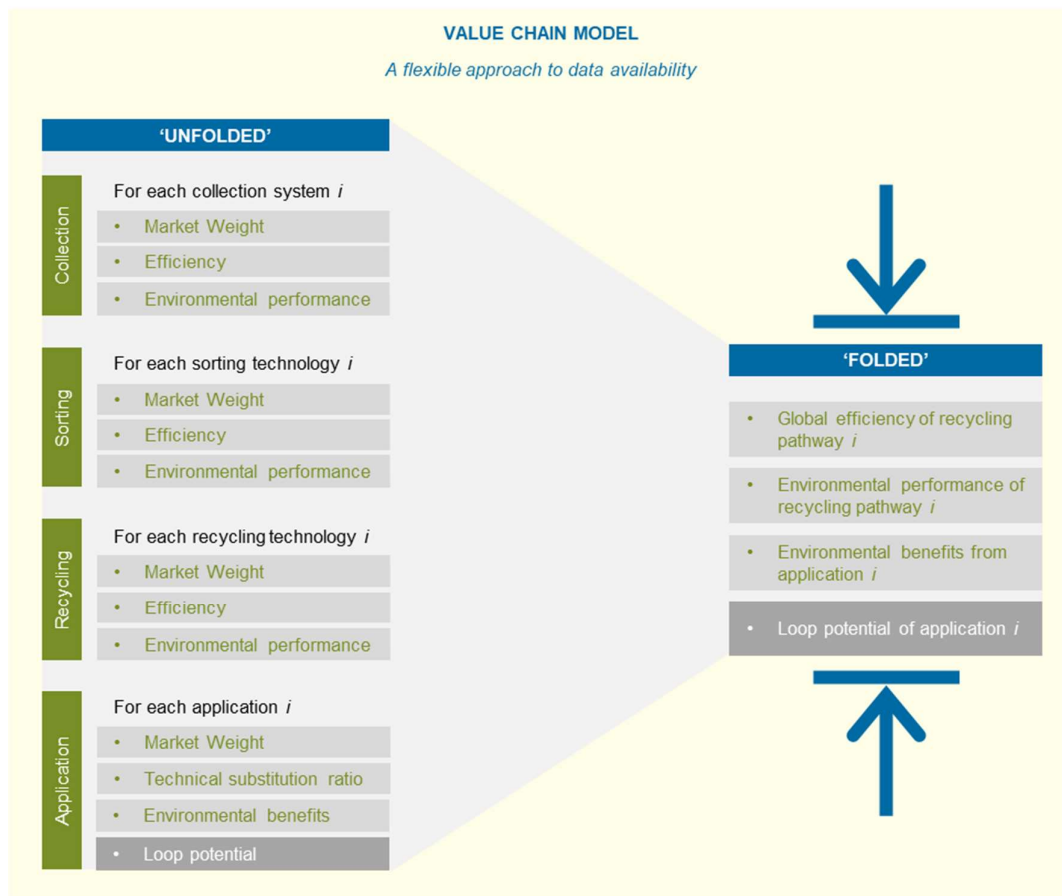 VALUE CHAIN MODEL
A flexible approach to data availability
‘UNFOLDED’
Collection
For each collection system i
• Market Weight
• Efficiency
• Environmental performance
Sorting
For each sorting technology i
• Market Weight
• Efficiency
• Environmental performance
Recycling
For each recycling technology i
• Market Weight
• Efficiency
• Environmental performance
Application
For each application i
• Market Weight
• Technical substitution ratio
• Environmental benefits
• Loop potential
‘FOLDED’
• Global efficiency of recycling
pathway i
• Environmental performance of
recycling pathway i
• Environmental benefits from
application i
• Loop potential of application i